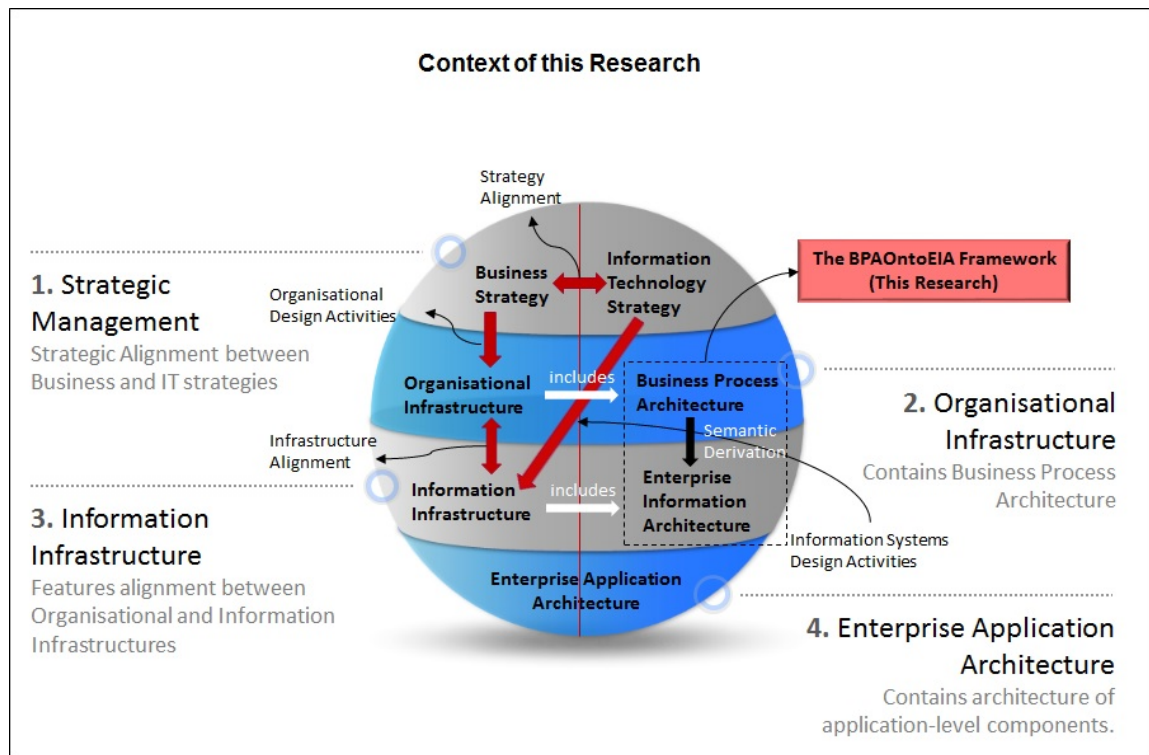 Context of this Research
Strategy
Alignment
1. Strategic
Management
Strategic Alignment between
Business and IT strategies
Organisational
Design Activities
Business
Strategy
Information
Technology
Strategy
The BPAOntoEIA Framework
(This Research)
Organisational
Infrastructure
includes
Business Process
Architecture
2. Organisational
Infrastructure
Contains Business Process
Architecture
Infrastructure
Alignment
Semantic
Derivation
Information
Infrastructure
includes
Enterprise
Information
Architecture
3. Information
Infrastructure
Features alignment between
Organisational and Information
Infrastructures
Information Systems
Design Activities
Enterprise Application
Architecture
4. Enterprise Application
Architecture
Contains architecture of
application-level components.